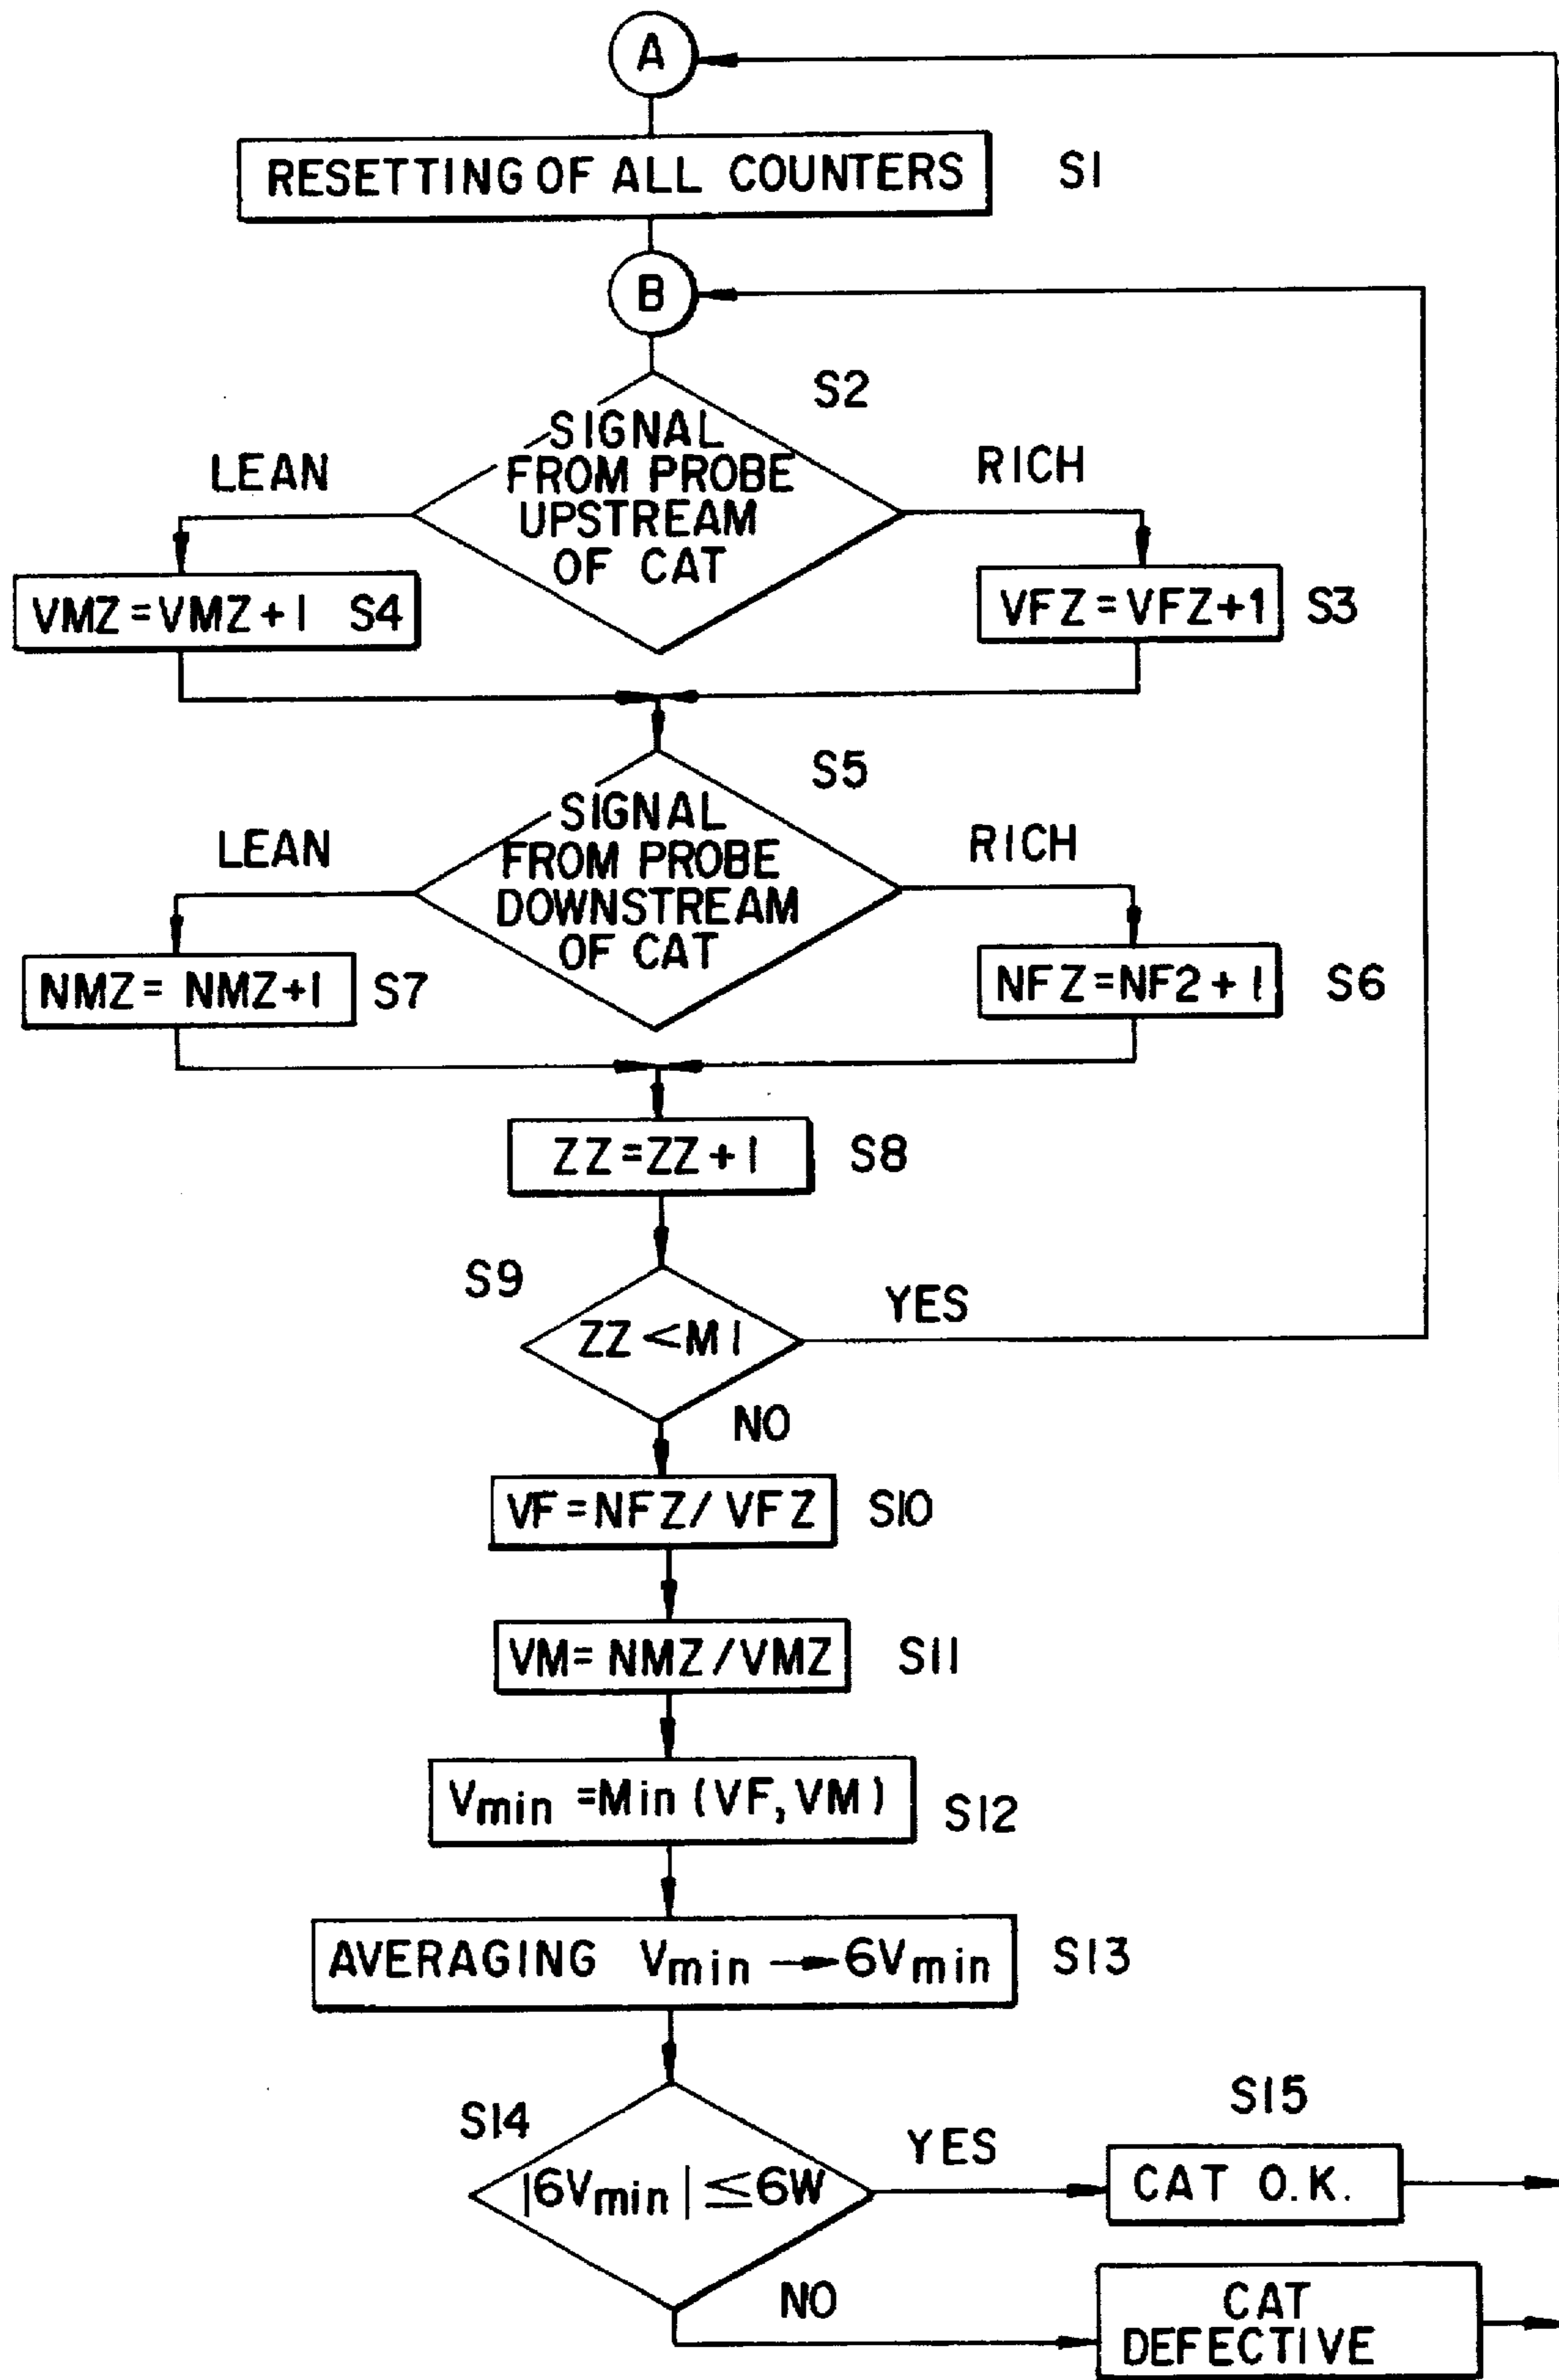 A
RESETTING OF ALL COUNTERS S1
B
S2
LEAN
SIGNAL
FROM PROBE
UPSTREAM
OF CAT
RICH
VMZ=VMZ+1 S4
VFZ=VFZ+1 S3
S5
LEAN
SIGNAL
FROM PROBE
DOWNSTREAM
OF CAT
RICH
NMZ= NMZ+1 S7
NFZ=NF2+1 S6
ZZ=ZZ+1 S8
S9
ZZ<M1
YES
NO
VF=NFZ/VFZ S10
VM=NMZ/VMZ S11
Vmin=Min(VF,VM) S12
AVERAGING Vmin→6Vmin S13
S14
|6Vmin|≤6W
YES
S15
CAT O.K.
NO
CAT
DEFECTIVE